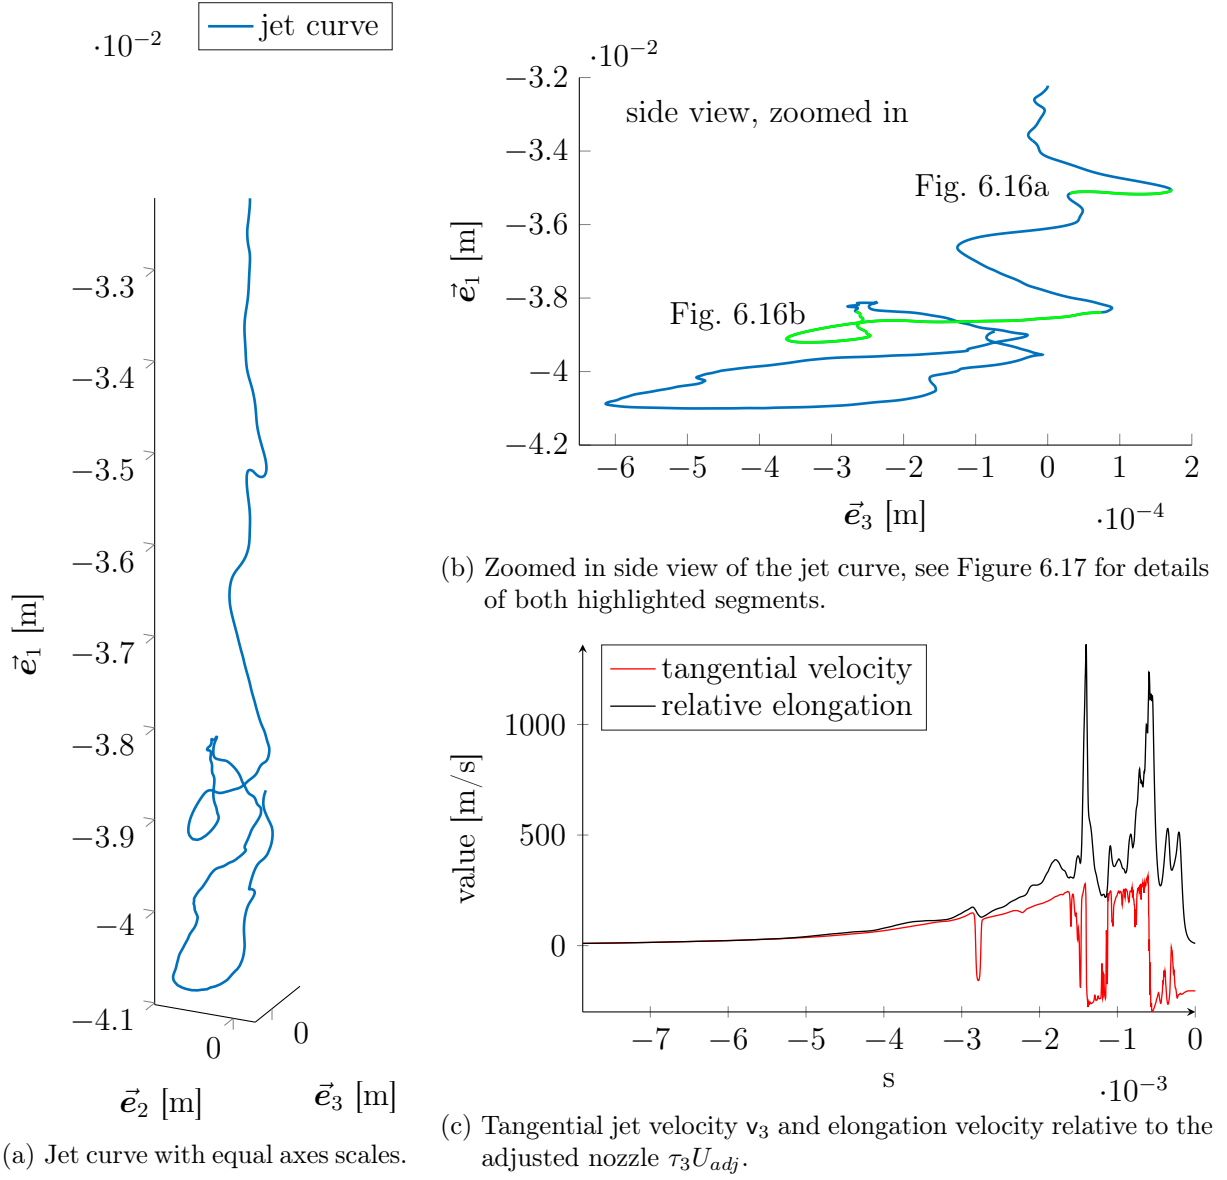 ·10⁻²
jet curve
−3.3
−3.4
−3.5
−3.6
−3.7
−3.8
−3.9
−4
−4.1
e⃗₁ [m]
0
0
e⃗₂ [m]
e⃗₃ [m]
(a) Jet curve with equal axes scales.
·10⁻²
−3.2
−3.4
−3.6
−3.8
−4
−4.2
e⃗₁ [m]
side view, zoomed in
Fig. 6.16a
Fig. 6.16b
−6 −5 −4 −3 −2 −1 0 1 2
e⃗₃ [m]
·10⁻⁴
(b) Zoomed in side view of the jet curve, see Figure 6.17 for details
of both highlighted segments.
tangential velocity
relative elongation
1000
500
0
value [m/s]
−7 −6 −5 −4 −3 −2 −1 0
s
·10⁻³
(c) Tangential jet velocity v₃ and elongation velocity relative to the
adjusted nozzle τ₃U_adj.